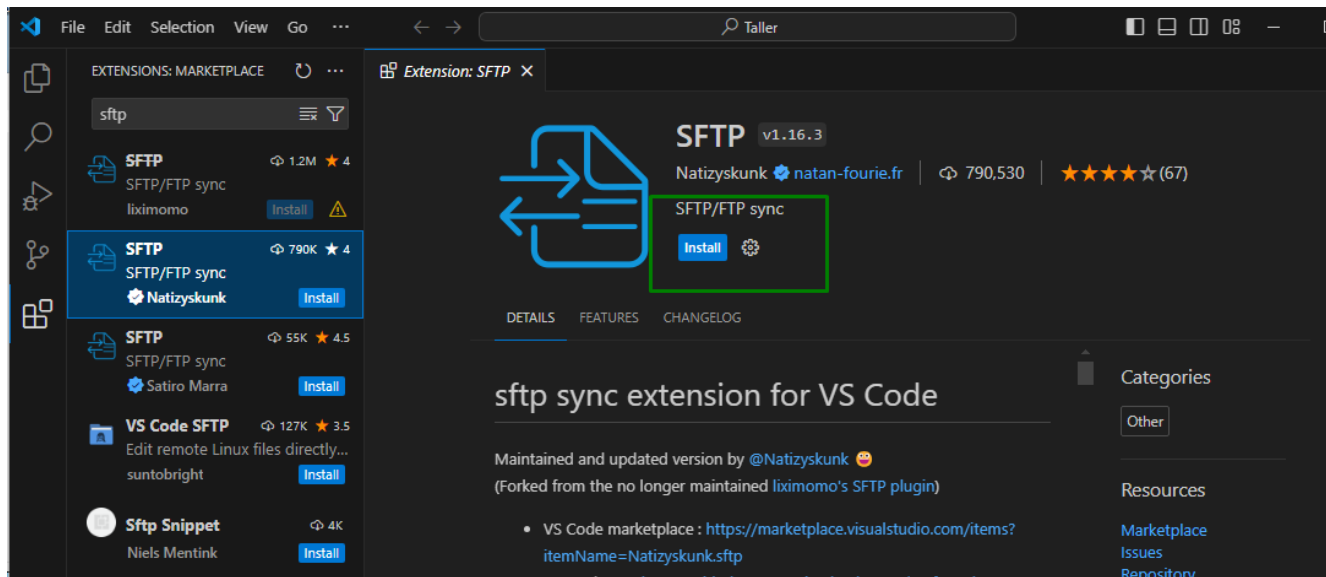 File Edit Selection View Go ··· Taller
EXTENSIONS: MARKETPLACE
sftp
SFTP 1.2M ★ 4
SFTP/FTP sync
liximomo Install
SFTP 790K ★ 4
SFTP/FTP sync
Natizyskunk Install
SFTP 55K ★ 4.5
SFTP/FTP sync
Satiro Marra Install
VS Code SFTP 127K ★ 3.5
Edit remote Linux files directly...
suntobright Install
Sftp Snippet 4K
Niels Mentink Install
Extension: SFTP
SFTP v1.16.3
Natizyskunk natan-fourie.fr 790,530 ★★★★☆(67)
SFTP/FTP sync
Install
DETAILS FEATURES CHANGELOG
sftp sync extension for VS Code
Maintained and updated version by @Natizyskunk 😀
(Forked from the no longer maintained liximomo's SFTP plugin)
• VS Code marketplace : https://marketplace.visualstudio.com/items?
itemName=Natizyskunk.sftp
Categories
Other
Resources
Marketplace
Issues
Repository